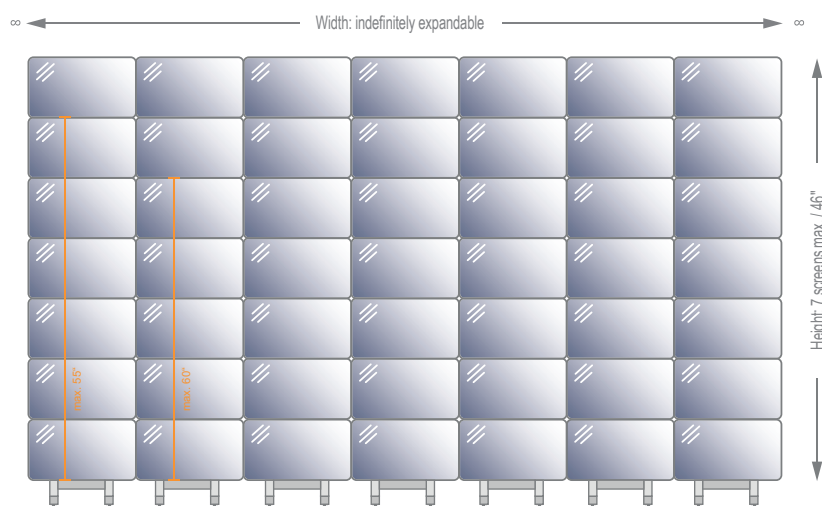 ∞ Width: indefinitely expandable ∞
Height: 7 screens max. / 46"
max. 55"
max. 60"